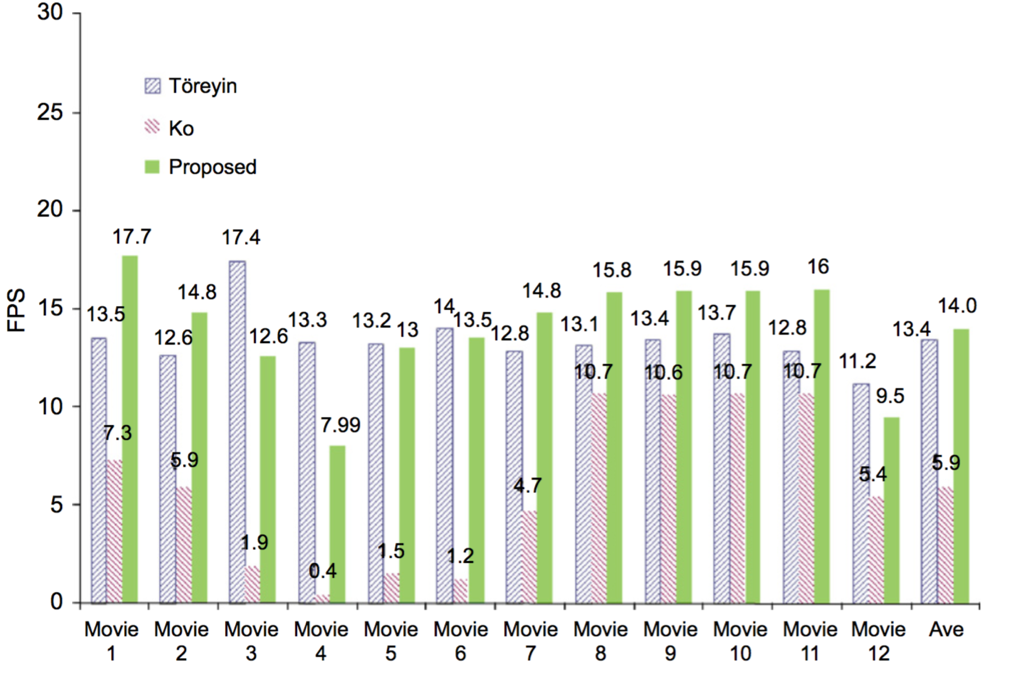 30
25
20
15
10
5
0
FPS
Töreyin
Ko
Proposed
13.5 7.3 17.7
12.6 5.9 14.8
17.4 1.9 12.6
13.3 0.4 7.99
13.2 1.5 13
14 1.2 13.5
12.8 4.7 14.8
13.1 10.7 15.8
13.4 10.6 15.9
13.7 10.7 15.9
12.8 10.7 16
11.2 5.4 9.5
13.4 5.9 14.0
Movie Movie Movie Movie Movie Movie Movie Movie Movie Movie Movie Movie Ave
1 2 3 4 5 6 7 8 9 10 11 12